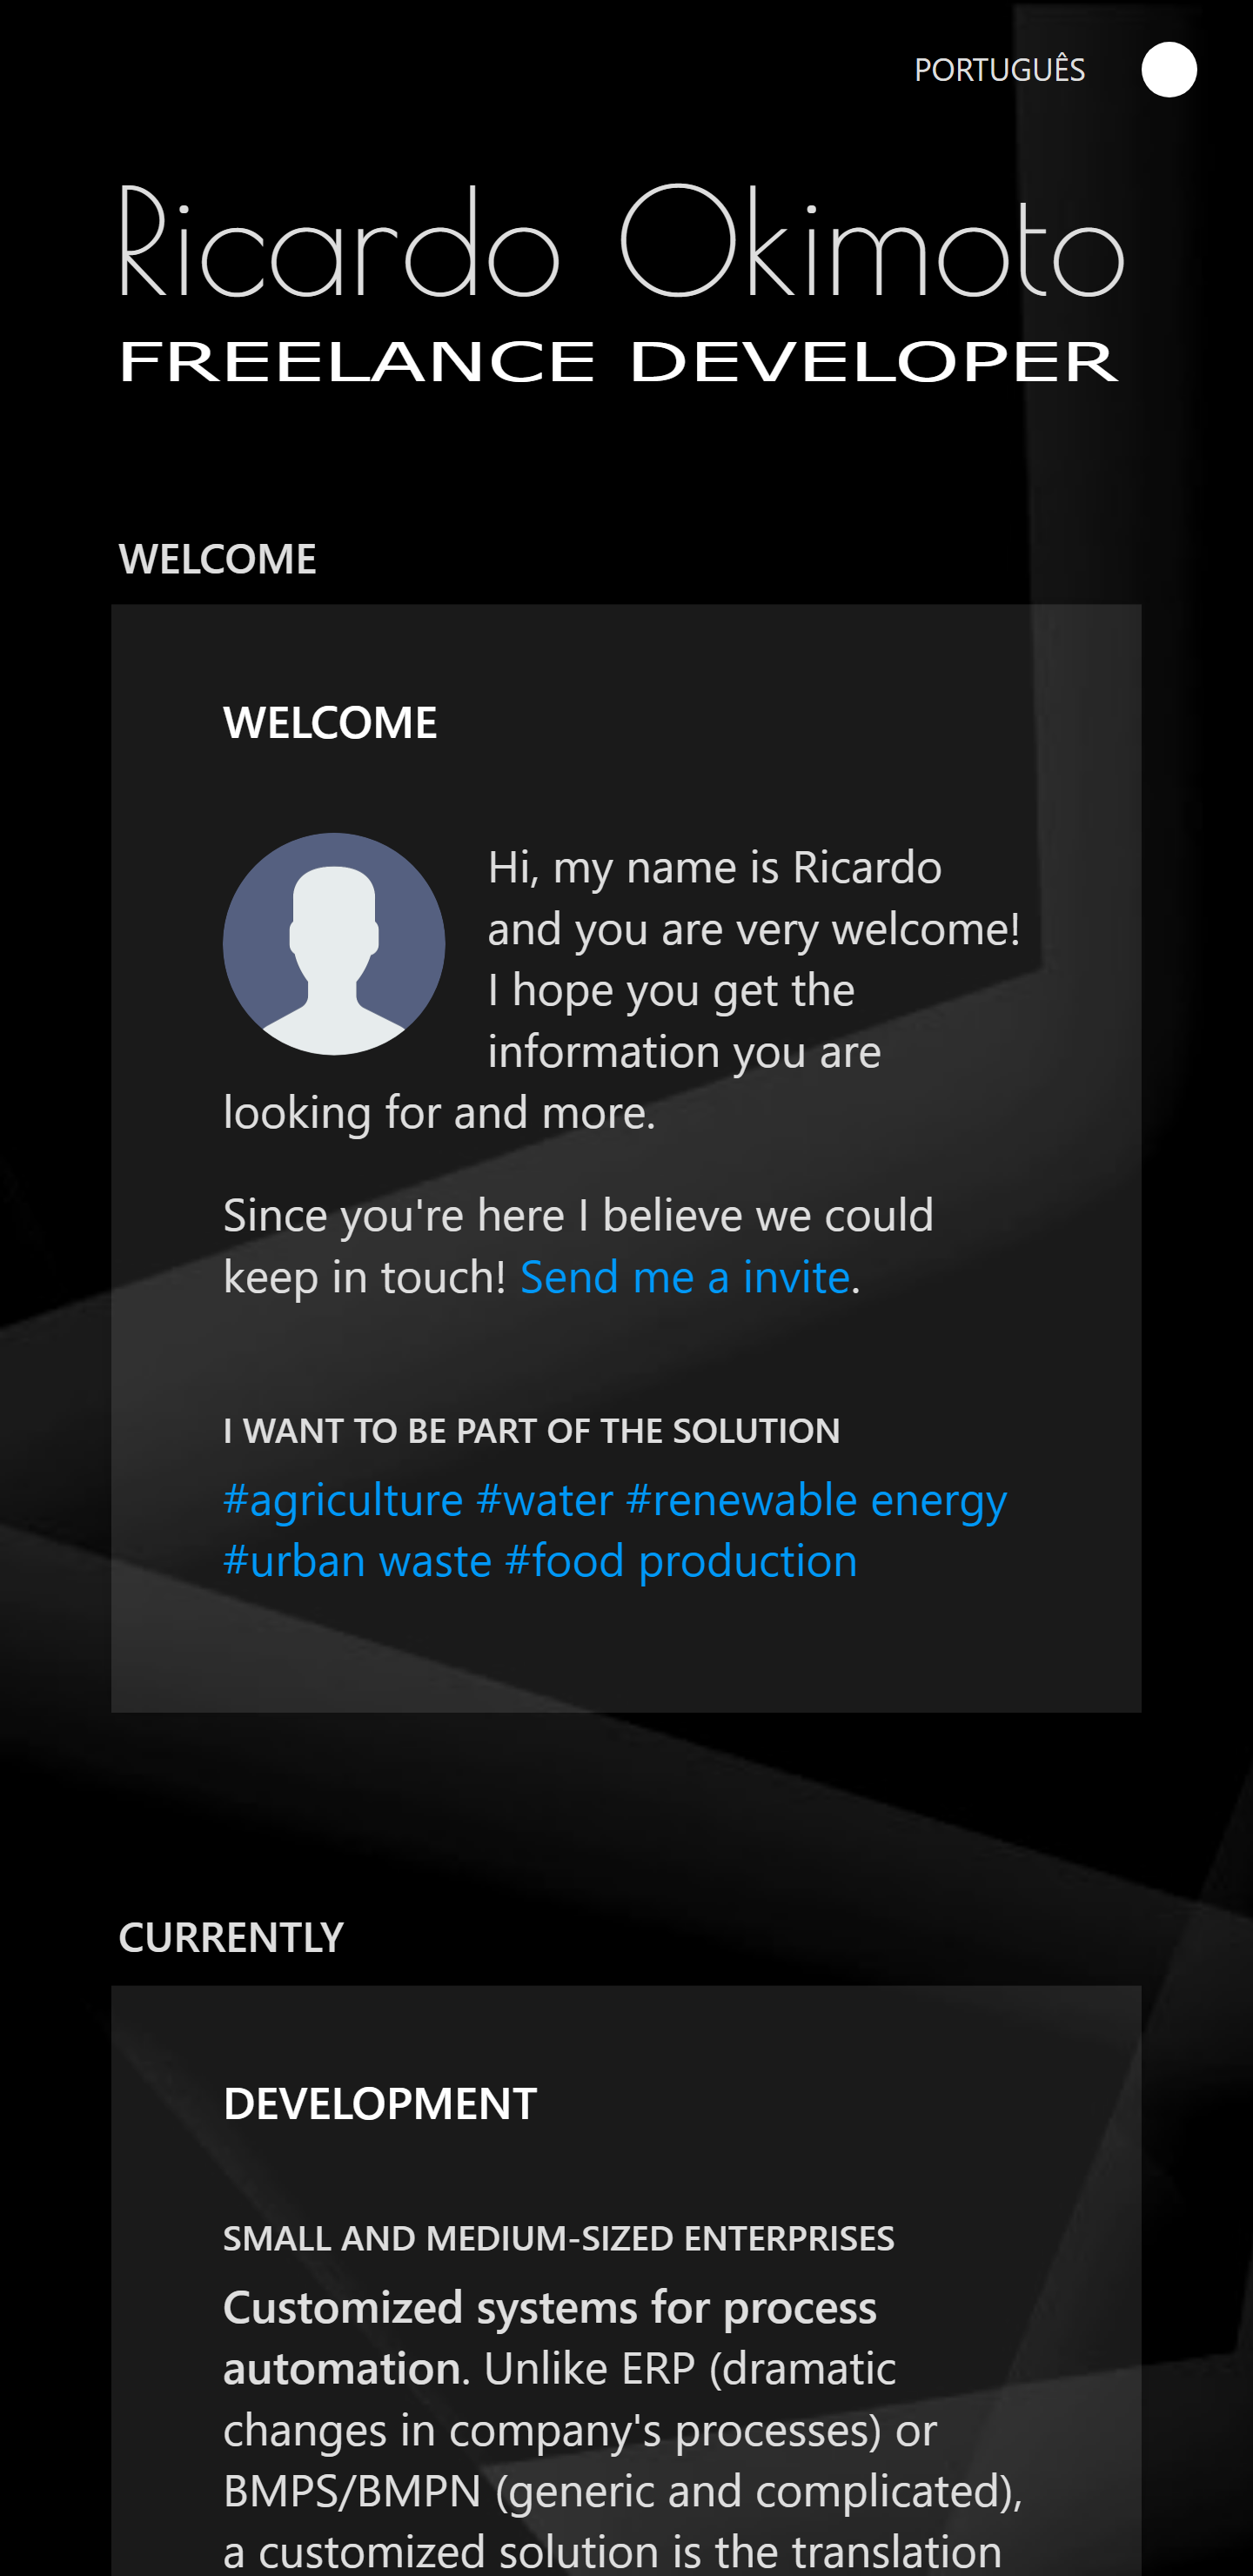 PORTUGUÊS
Ricardo Okimoto
FREELANCE DEVELOPER
WELCOME
WELCOME
Hi, my name is Ricardo
and you are very welcome!
I hope you get the
information you are
looking for and more.
Since you're here I believe we could
keep in touch! Send me a invite.
I WANT TO BE PART OF THE SOLUTION
#agriculture #water #renewable energy
#urban waste #food production
CURRENTLY
DEVELOPMENT
SMALL AND MEDIUM-SIZED ENTERPRISES
Customized systems for process
automation. Unlike ERP (dramatic
changes in company's processes) or
BMPS/BMPN (generic and complicated),
a customized solution is the translation